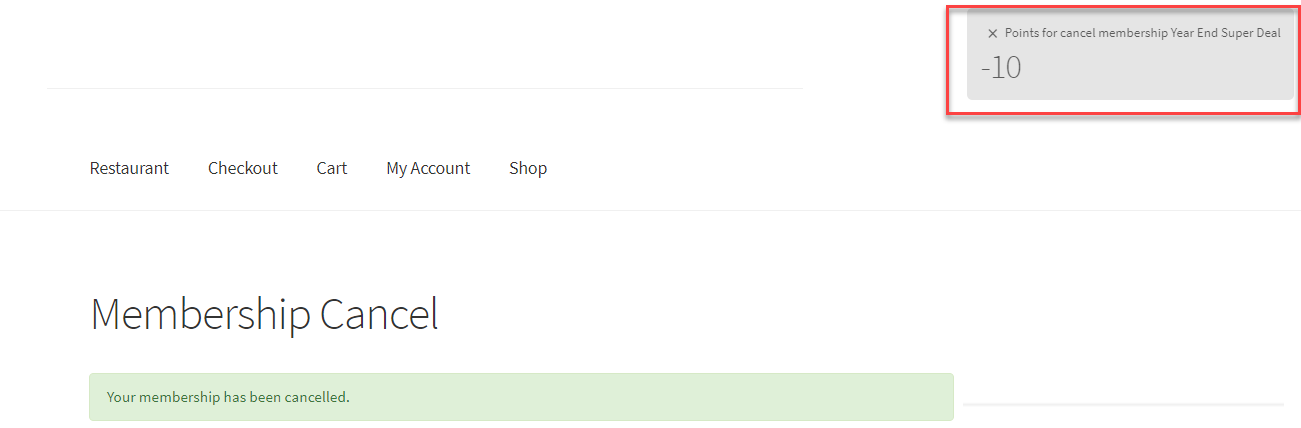 × Points for cancel membership Year End Super Deal
-10
Restaurant Checkout Cart My Account Shop
Membership Cancel
Your membership has been cancelled.